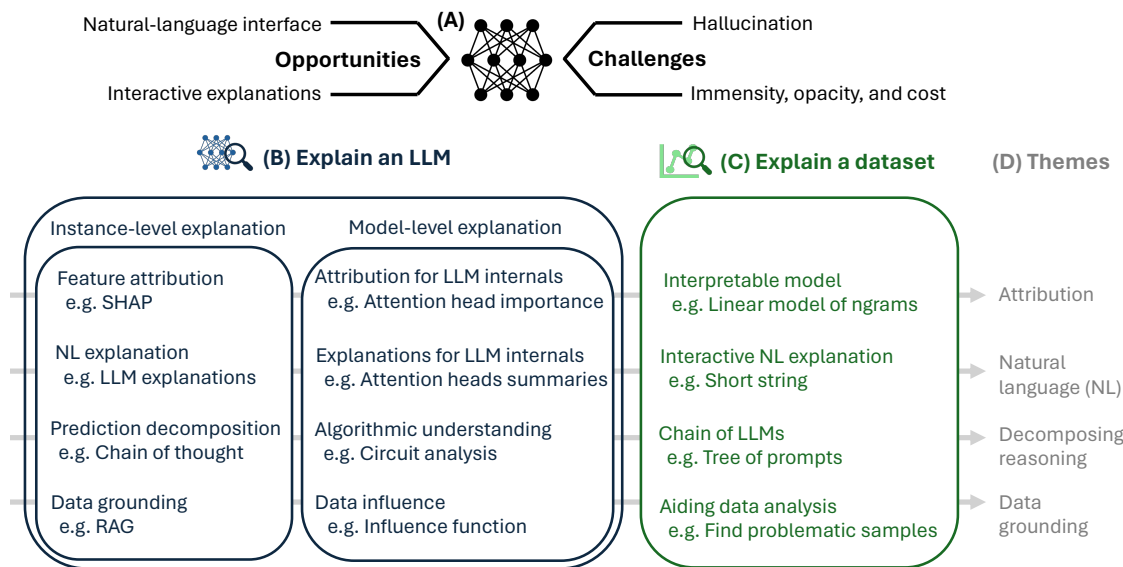 (A)
Natural-language interface
Opportunities
Interactive explanations
Hallucination
Challenges
Immensity, opacity, and cost
(B) Explain an LLM
(C) Explain a dataset
(D) Themes
Instance-level explanation
Model-level explanation
Feature attribution
e.g. SHAP
Attribution for LLM internals
e.g. Attention head importance
Interpretable model
e.g. Linear model of ngrams
Attribution
NL explanation
e.g. LLM explanations
Explanations for LLM internals
e.g. Attention heads summaries
Interactive NL explanation
e.g. Short string
Natural
language (NL)
Prediction decomposition
e.g. Chain of thought
Algorithmic understanding
e.g. Circuit analysis
Chain of LLMs
e.g. Tree of prompts
Decomposing
reasoning
Data grounding
e.g. RAG
Data influence
e.g. Influence function
Aiding data analysis
e.g. Find problematic samples
Data
grounding